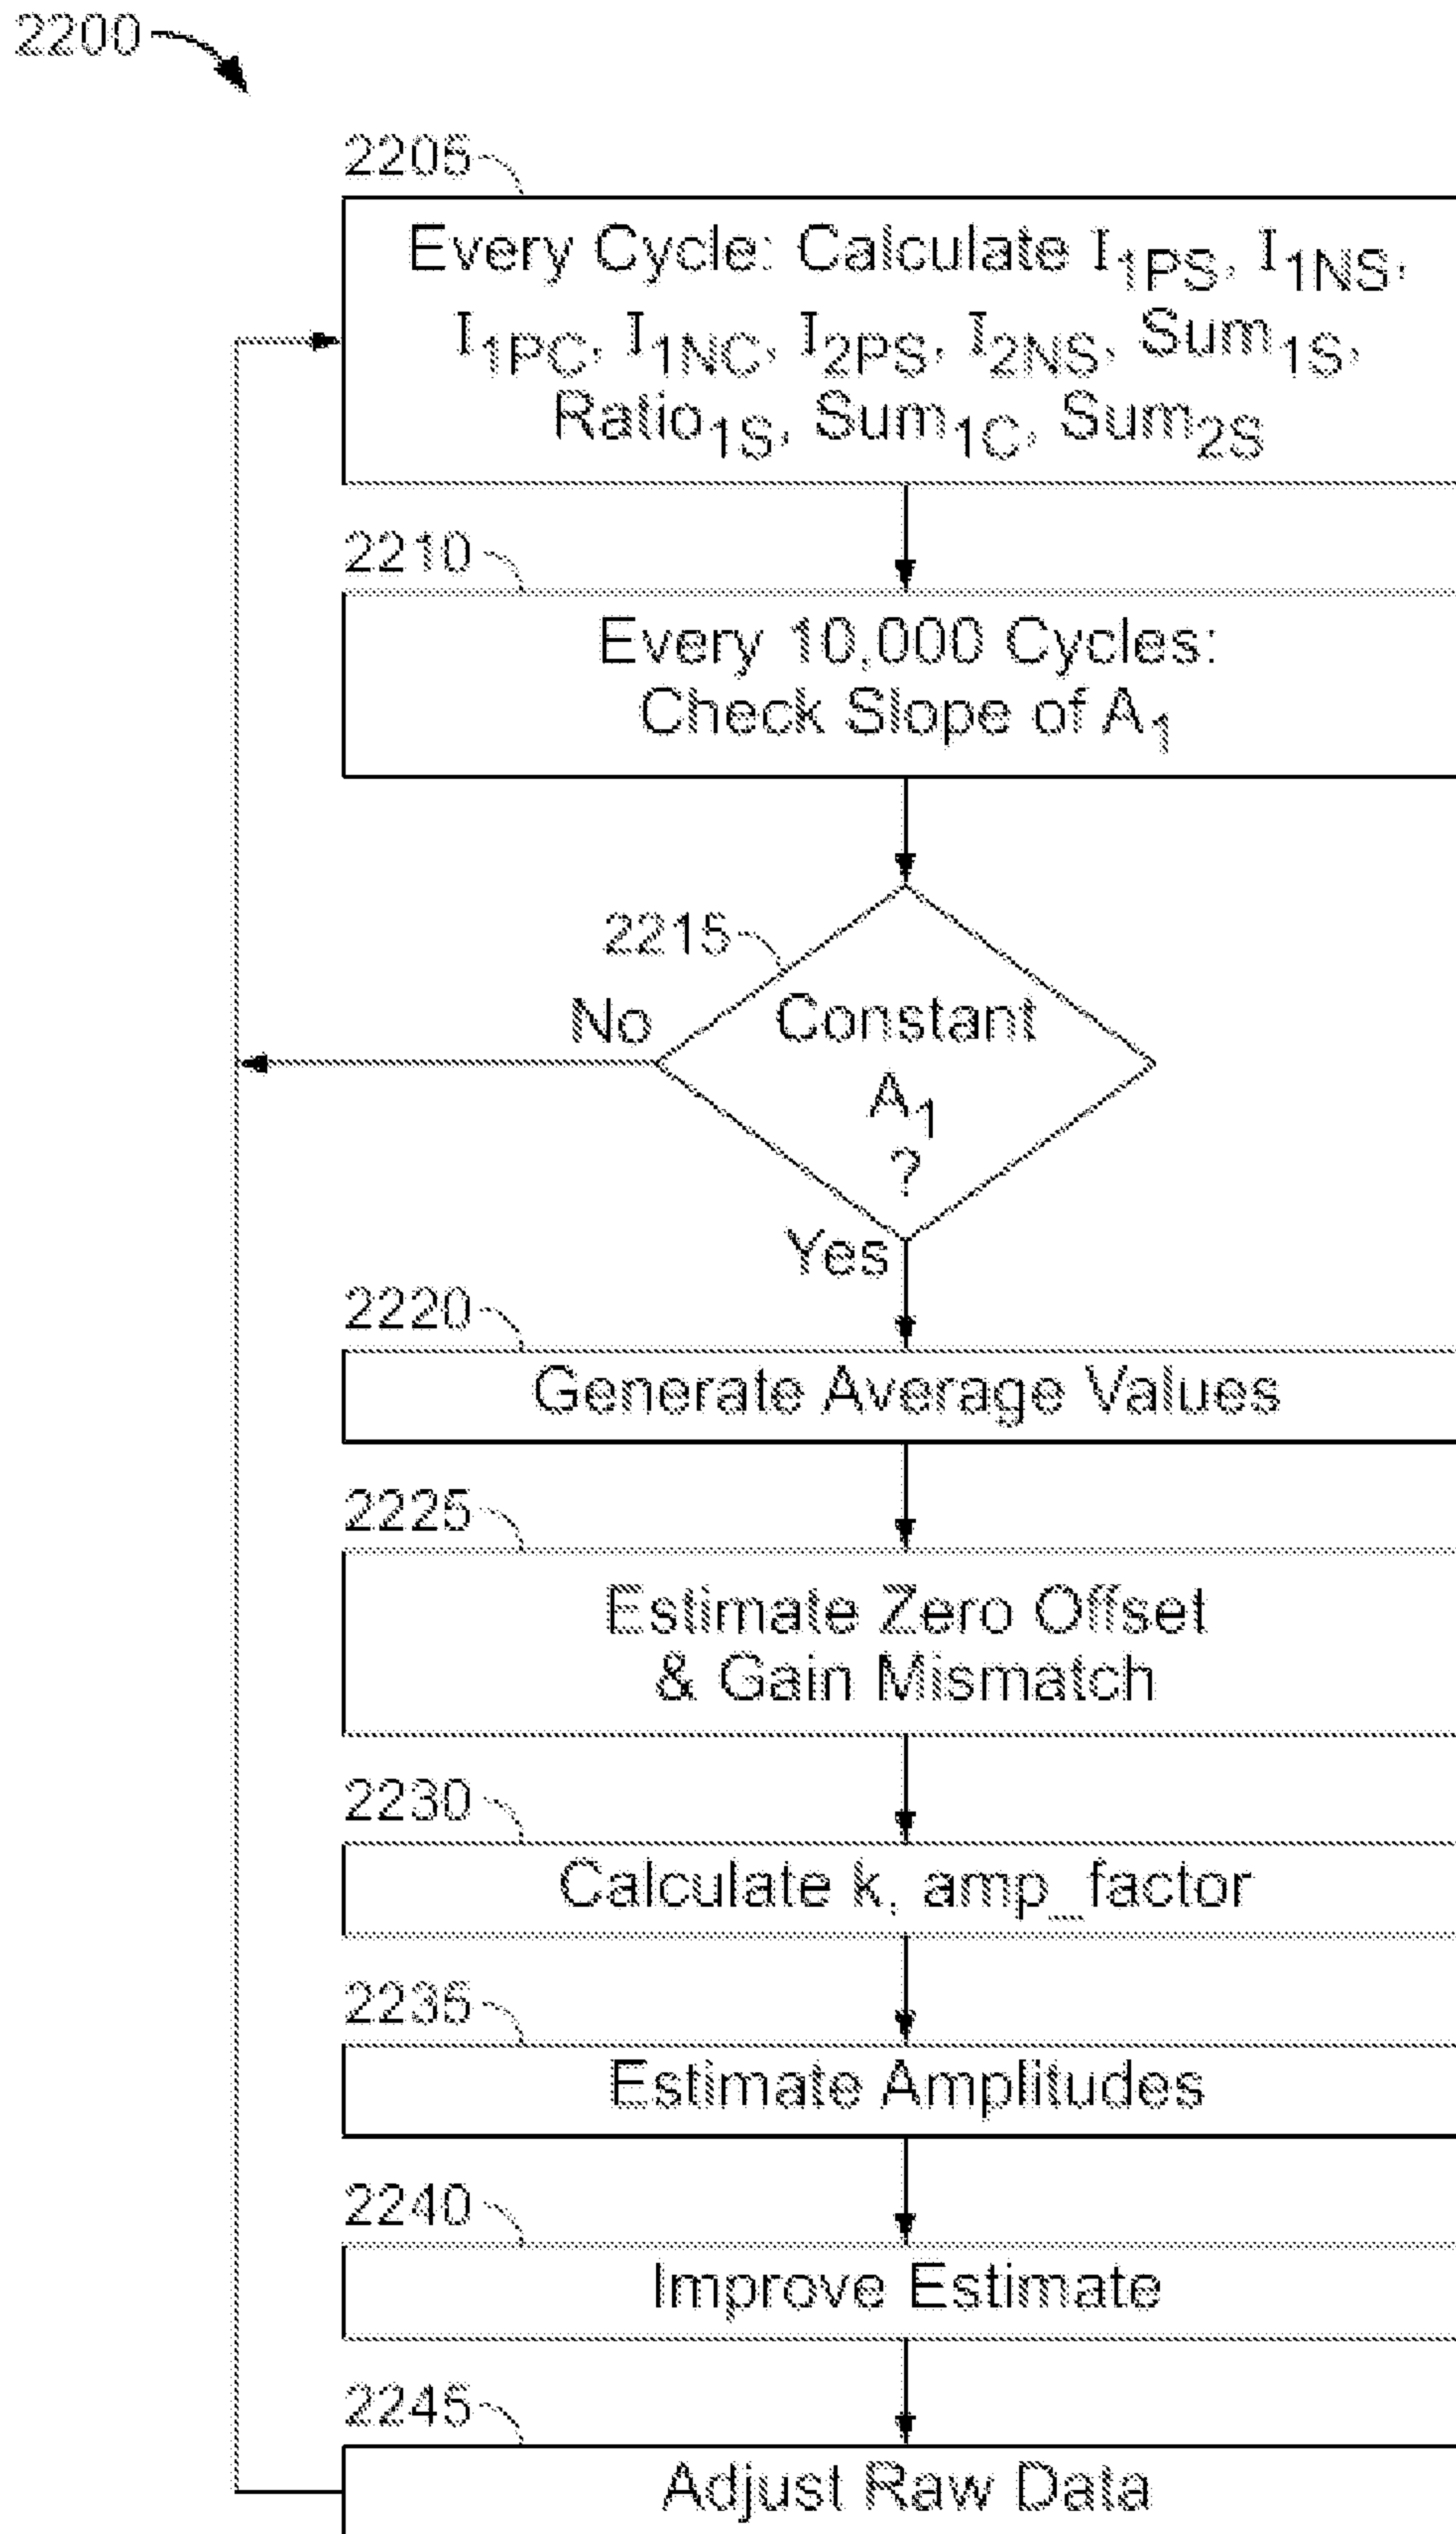 2200
2205
Every Cycle: Calculate I1PS, I1NS,
I1PC, I1NC, I2PS, I2NS, Sum1S,
Ratio1S, Sum1C, Sum2S
2210
Every 10,000 Cycles:
Check Slope of A1
2215
No
Constant
A1
?
Yes
2220
Generate Average Values
2225
Estimate Zero Offset
& Gain Mismatch
2230
Calculate k, amp_factor
2235
Estimate Amplitudes
2240
Improve Estimate
2245
Adjust Raw Data